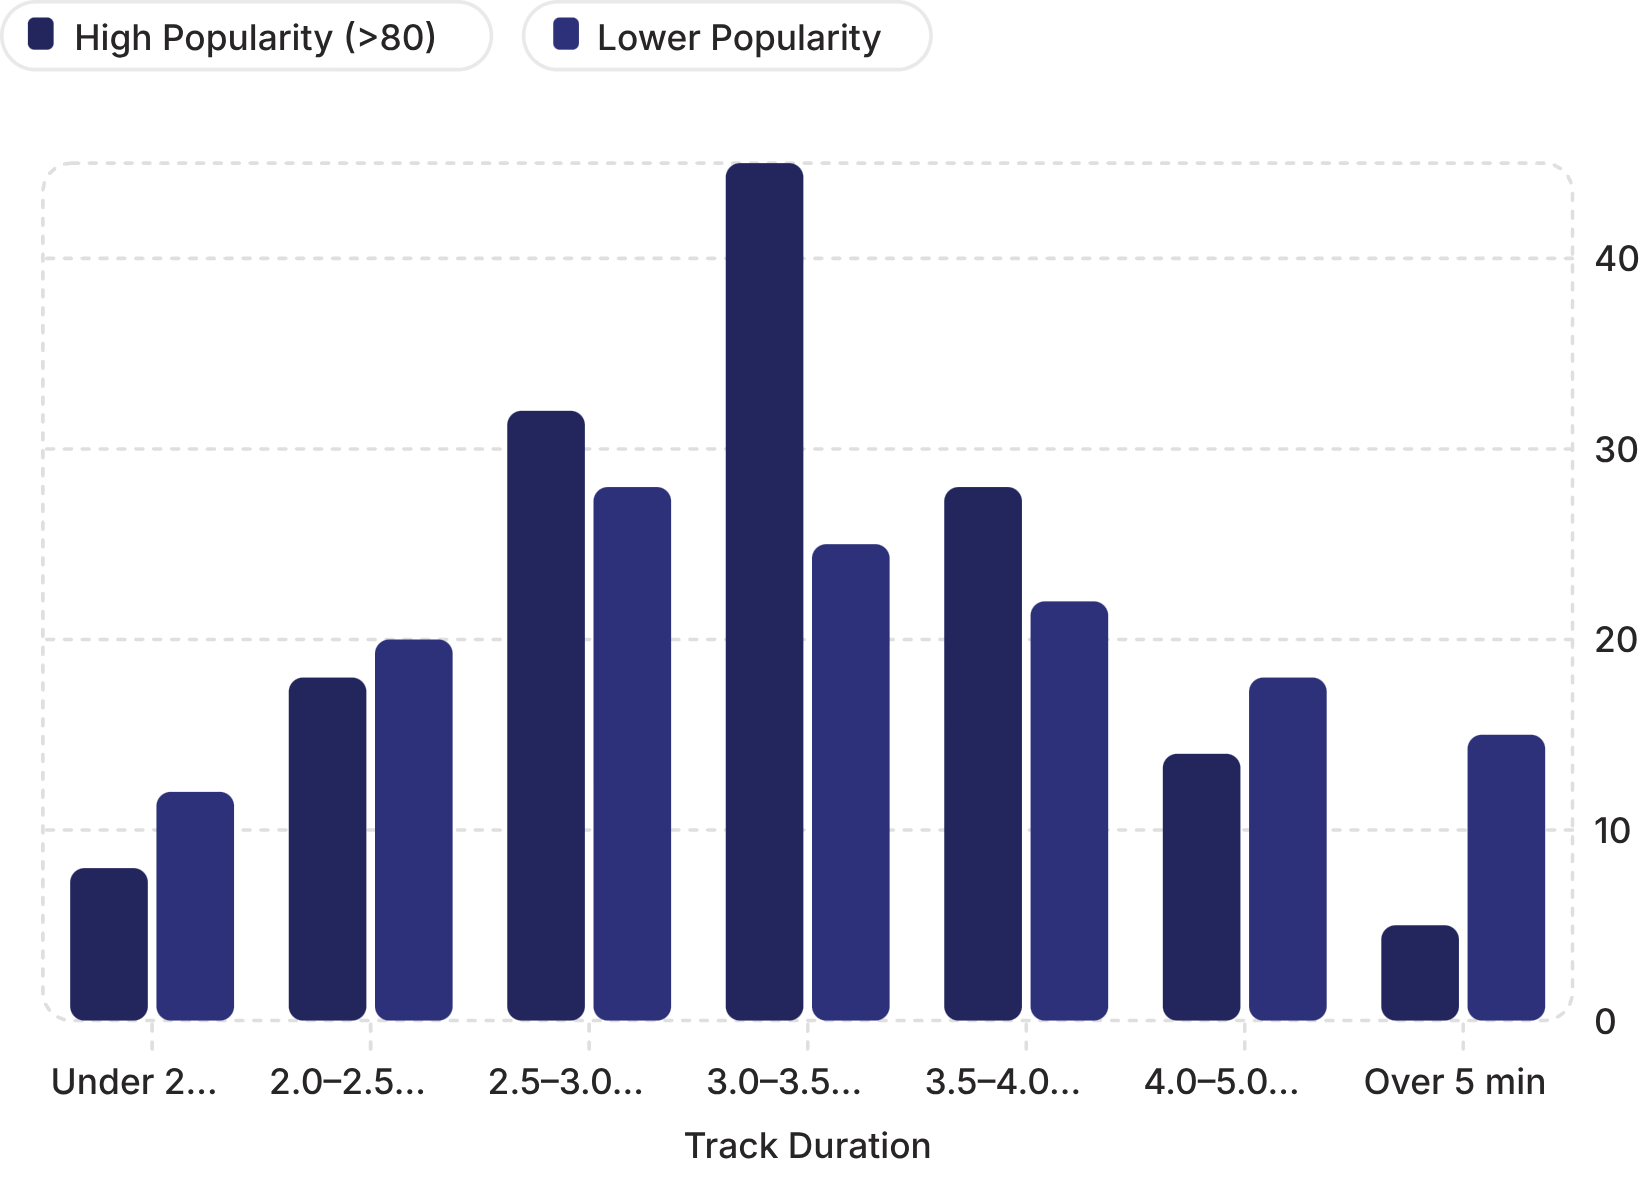 High Popularity (>80)
Lower Popularity
40
30
20
10
0
Under 2...
2.0–2.5...
2.5–3.0...
3.0–3.5...
3.5–4.0...
4.0–5.0...
Over 5 min
Track Duration